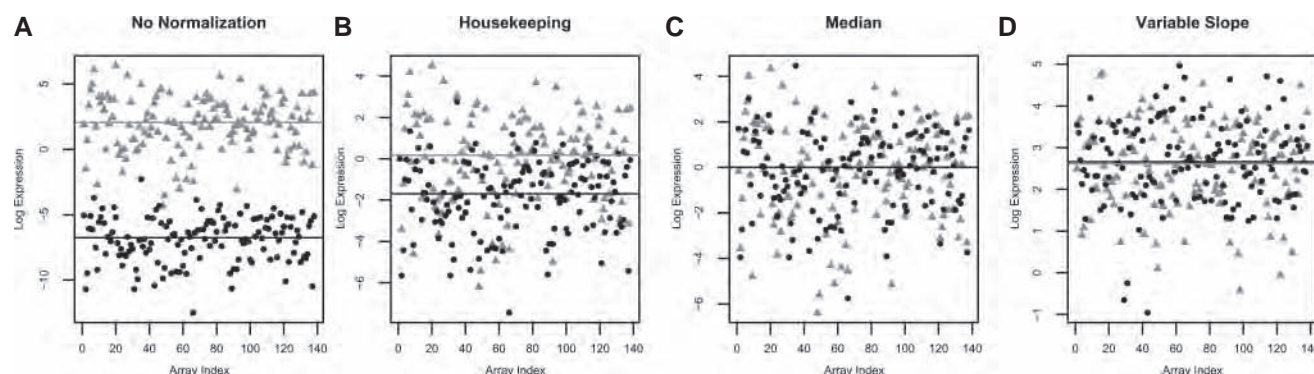 A No Normalization
5
0
−5
−10
Log Expression
0 20 40 60 80 100 120 140
Array Index
B Housekeeping
4
2
0
−2
−4
−6
Log Expression
0 20 40 60 80 100 120 140
Array Index
C Median
4
2
0
−2
−4
−6
Log Expression
0 20 40 60 80 100 120 140
Array Index
D Variable Slope
5
4
3
2
1
0
−1
Log Expression
0 20 40 60 80 100 120 140
Array Index